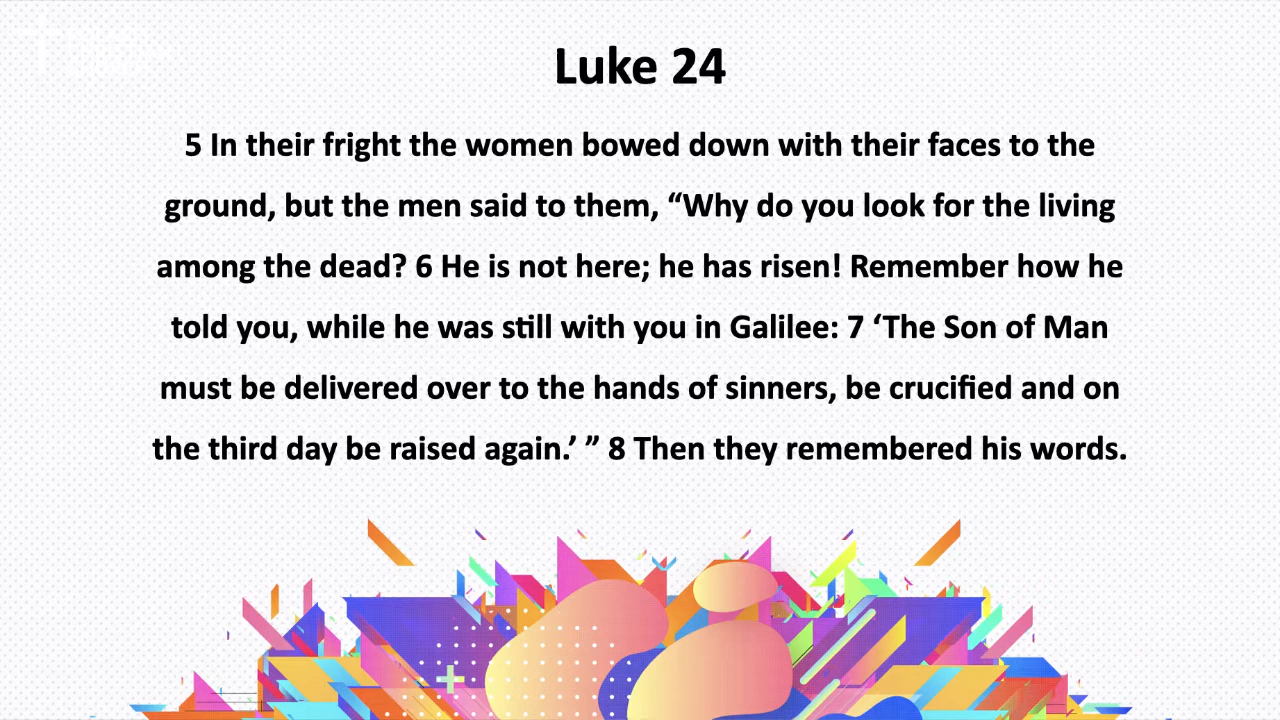 Luke 24
5 In their fright the women bowed down with their faces to the
ground, but the men said to them, “Why do you look for the living
among the dead? 6 He is not here; he has risen! Remember how he
told you, while he was still with you in Galilee: 7 ‘The Son of Man
must be delivered over to the hands of sinners, be crucified and on
the third day be raised again.’ ” 8 Then they remembered his words.